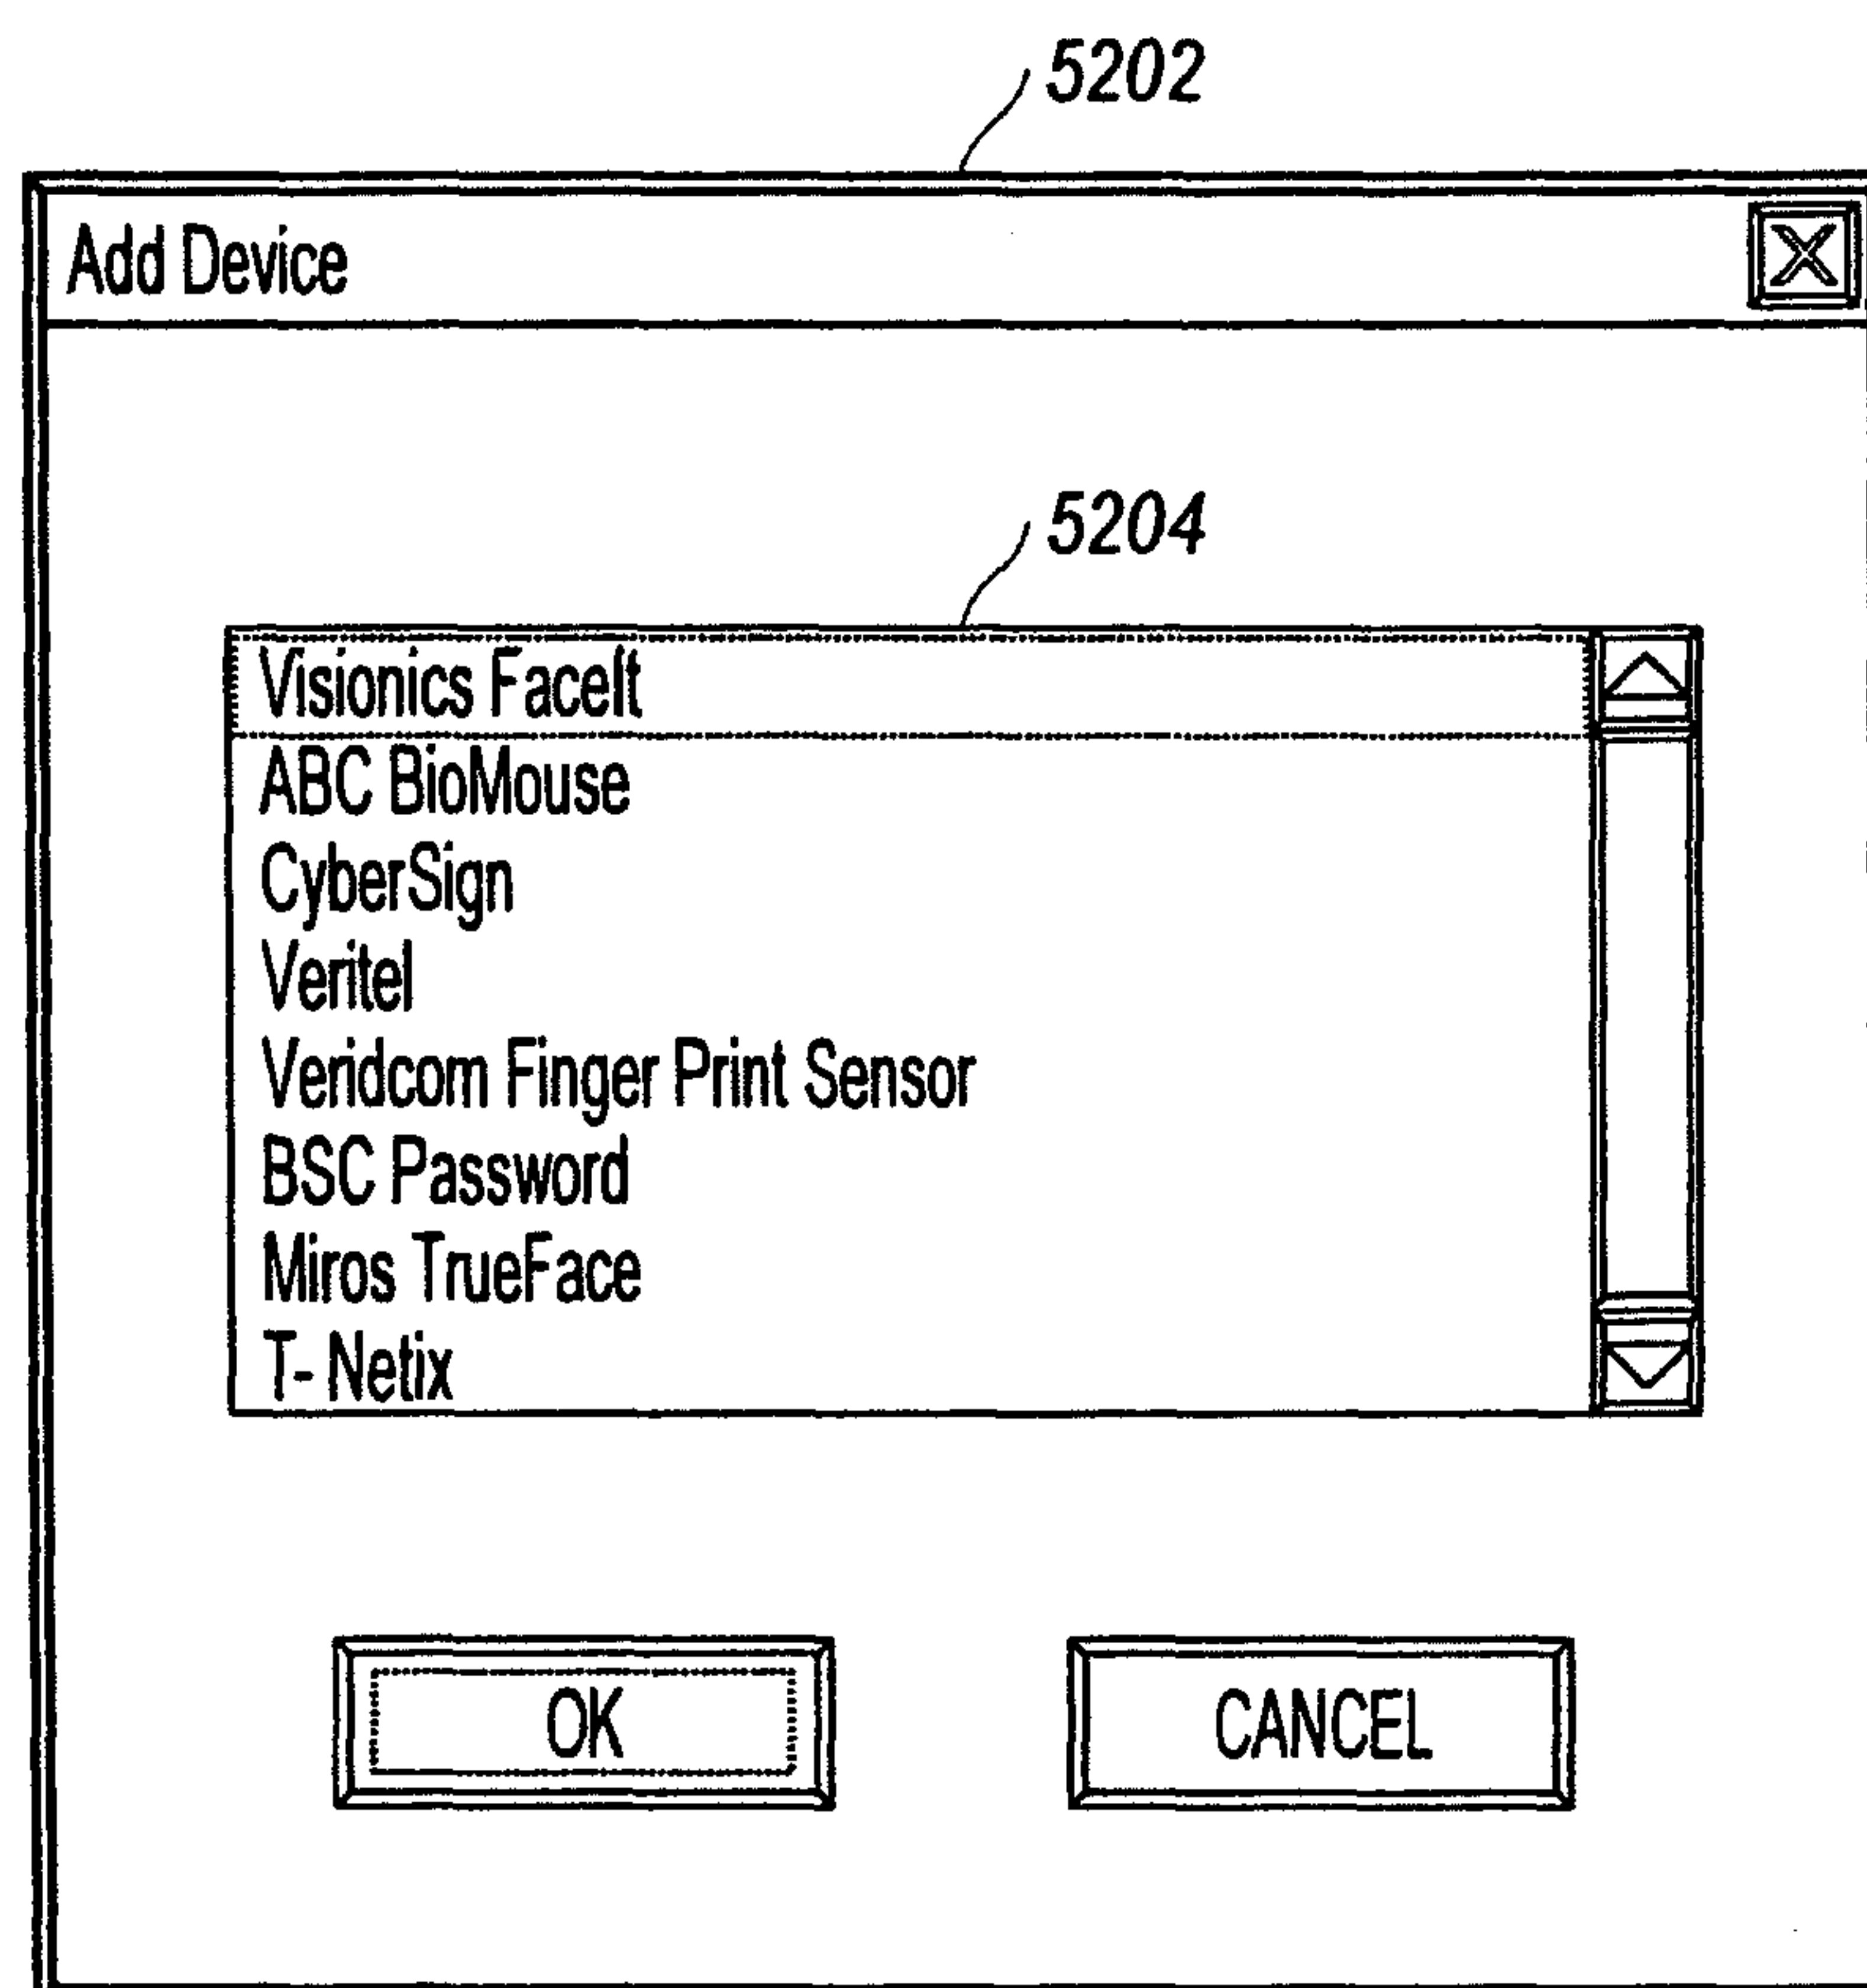 5202
Add Device
5204
Visionics FaceIt
ABC BioMouse
CyberSign
Veritel
Veridcom Finger Print Sensor
BSC Password
Miros TrueFace
T- Netix
OK
CANCEL